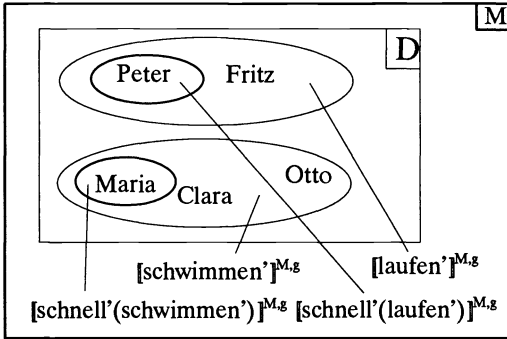 M
D
Peter Fritz
Maria Clara Otto
[schwimmen']M,g [laufen']M,g
[schnell'(schwimmen')]M,g [schnell'(laufen')]M,g